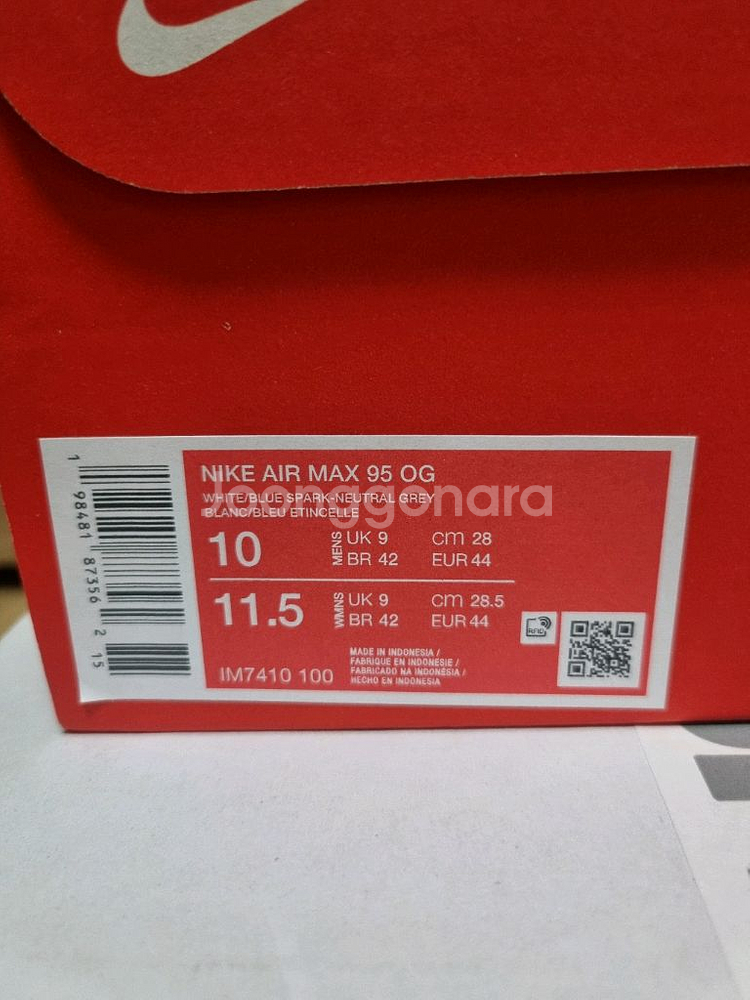 NIKE AIR MAX 95 OG
WHITE/BLUE SPARK-NEUTRAL GREY
BLANC/BLEU ETINCELLE
joonggonara
10 MENS UK 9 cm 28
BR 42 EUR 44
11.5 WMNS UK 9 cm 28.5
BR 42 EUR 44
RFID
IM7410 100
MADE IN INDONESIA /
FABRIQUE EN INDONESIE /
FABRICADO NA INDONÉSIA /
HECHO EN INDONESIA
1 98481 87356 2 15